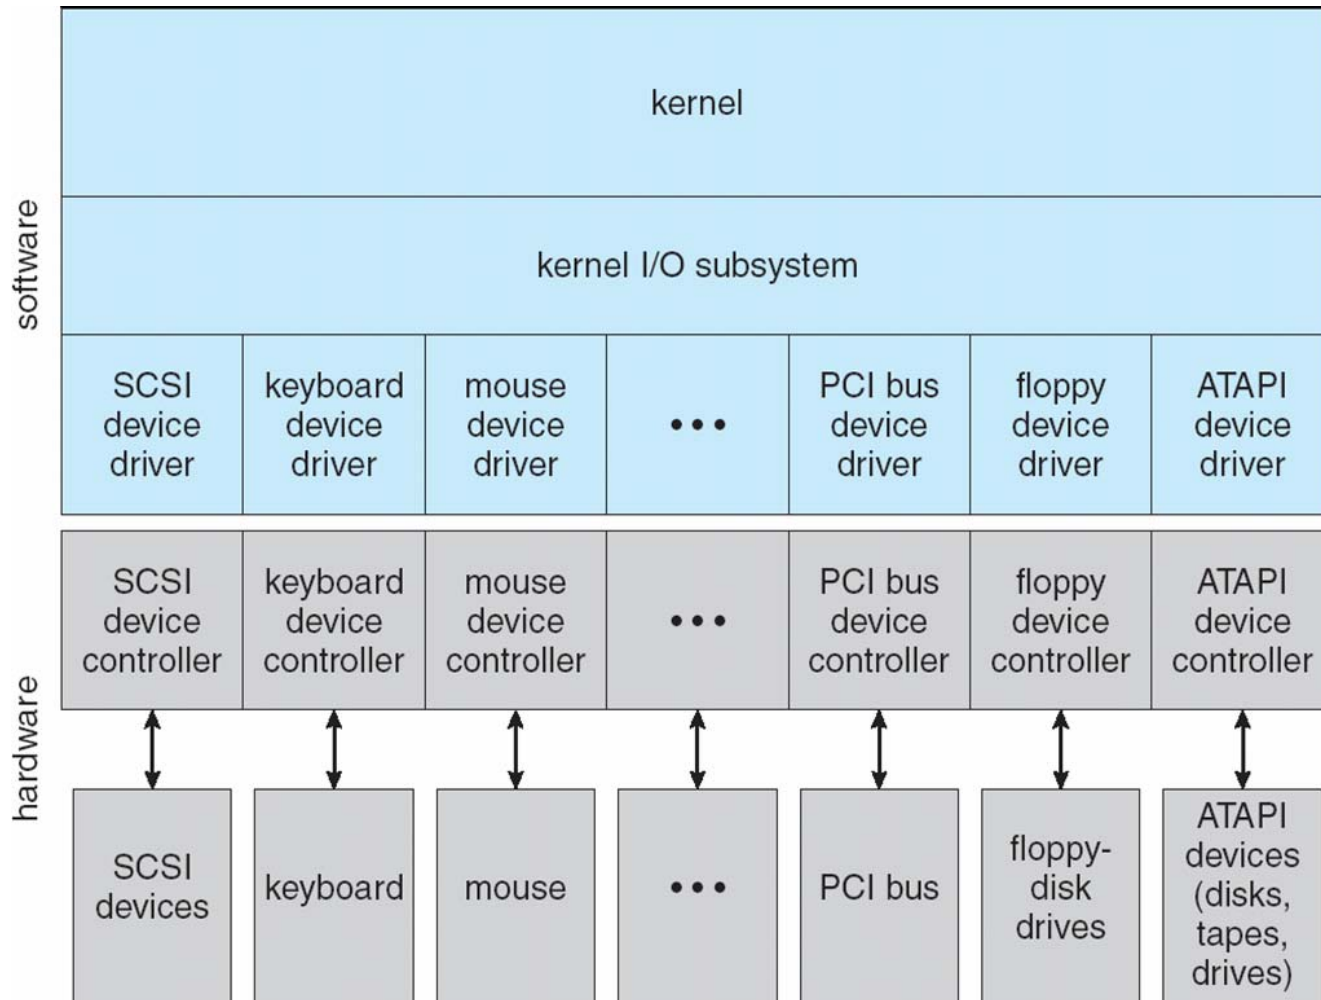 kernel
kernel I/O subsystem
software
SCSI
device
driver
keyboard
device
driver
mouse
device
driver
•••
PCI bus
device
driver
floppy
device
driver
ATAPI
device
driver
hardware
SCSI
device
controller
keyboard
device
controller
mouse
device
controller
•••
PCI bus
device
controller
floppy
device
controller
ATAPI
device
controller
SCSI
devices
keyboard
mouse
•••
PCI bus
floppy-
disk
drives
ATAPI
devices
(disks,
tapes,
drives)